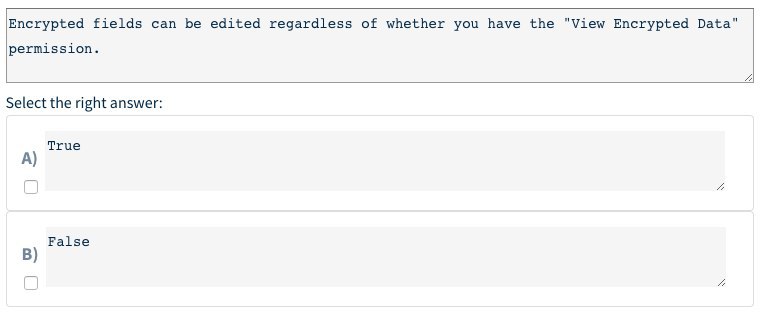 Encrypted fields can be edited regardless of whether you have the "View Encrypted Data"
permission.
Select the right answer:
A)
True
B)
False